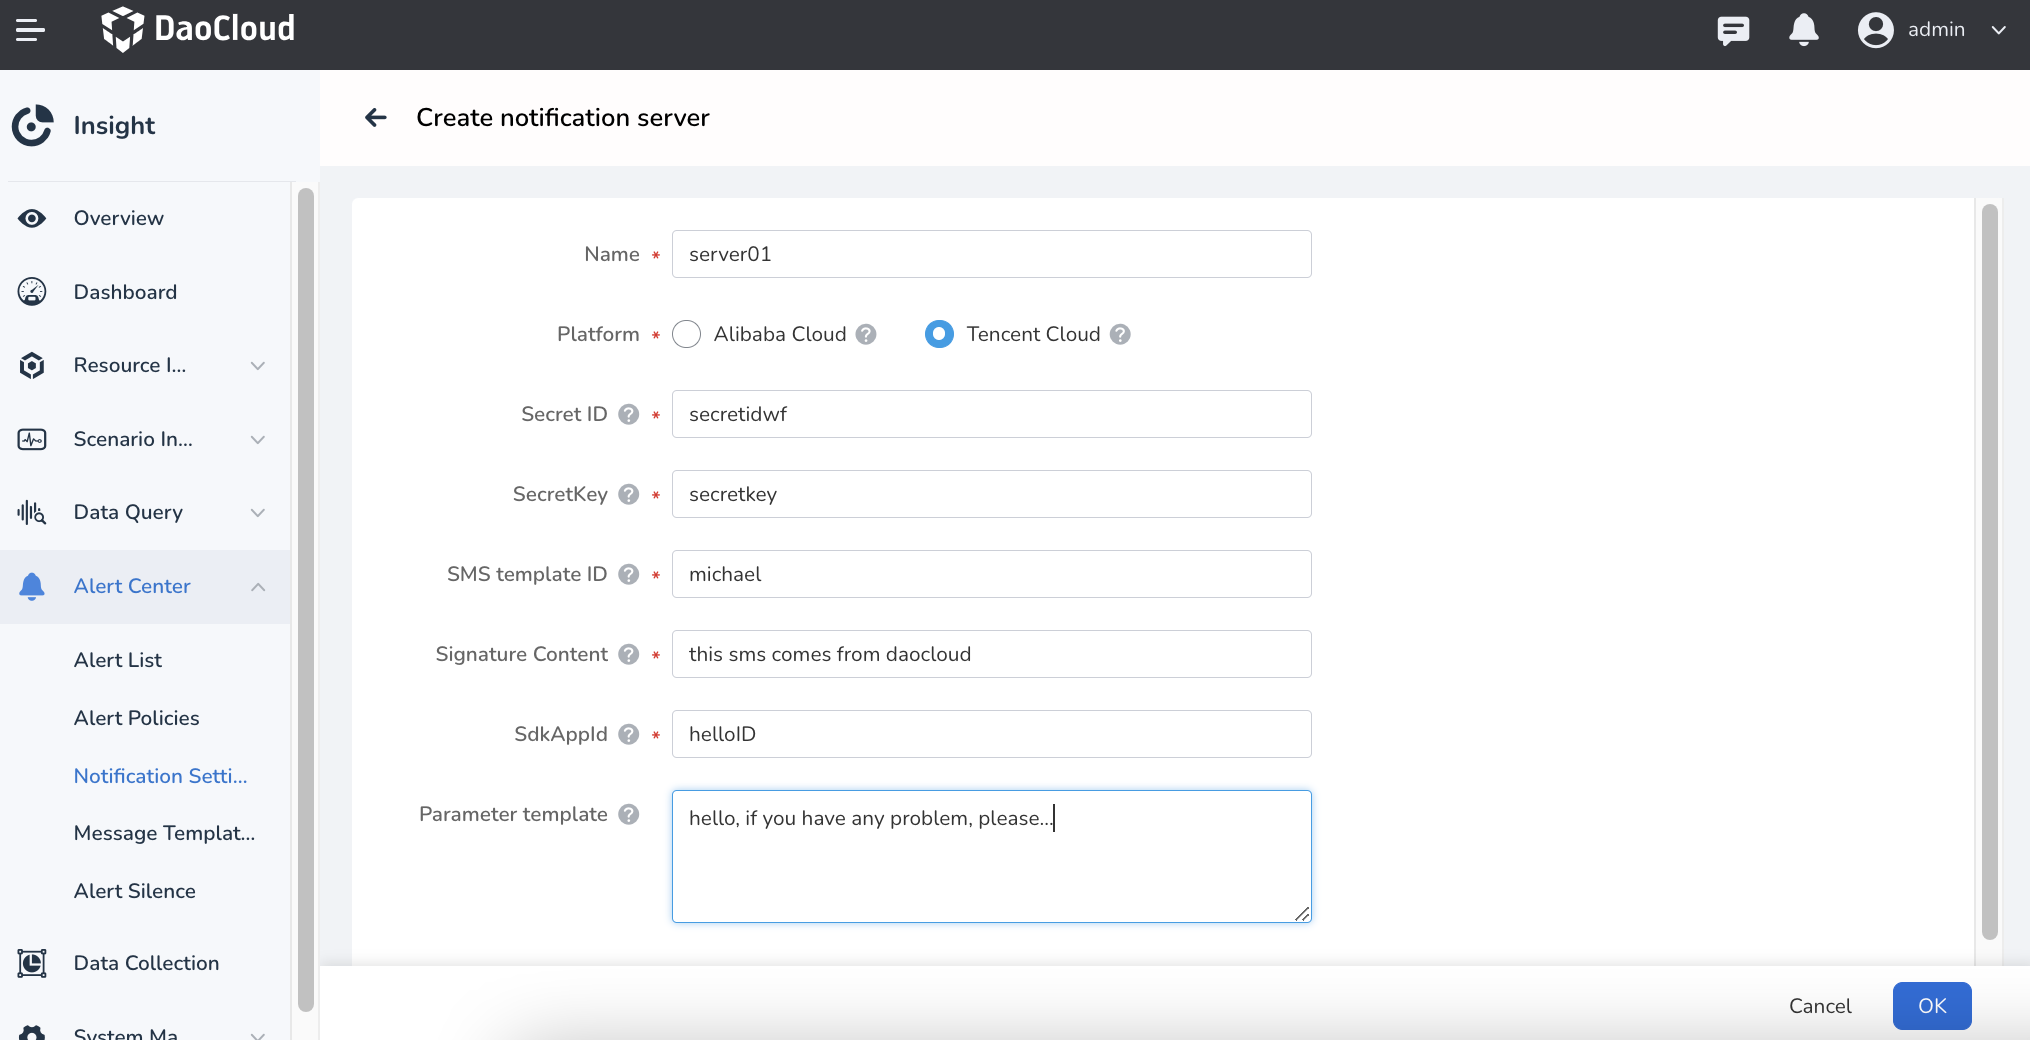 DaoCloud
admin
Insight
Create notification server
Overview
Dashboard
Resource I...
Scenario In...
Data Query
Alert Center
Alert List
Alert Policies
Notification Setti...
Message Templat...
Alert Silence
Data Collection
System Ma
Name * server01
Platform * Alibaba Cloud ? Tencent Cloud ?
Secret ID ? * secretidwf
SecretKey ? * secretkey
SMS template ID ? * michael
Signature Content ? * this sms comes from daocloud
SdkAppId ? * helloID
Parameter template ? hello, if you have any problem, please...
Cancel OK